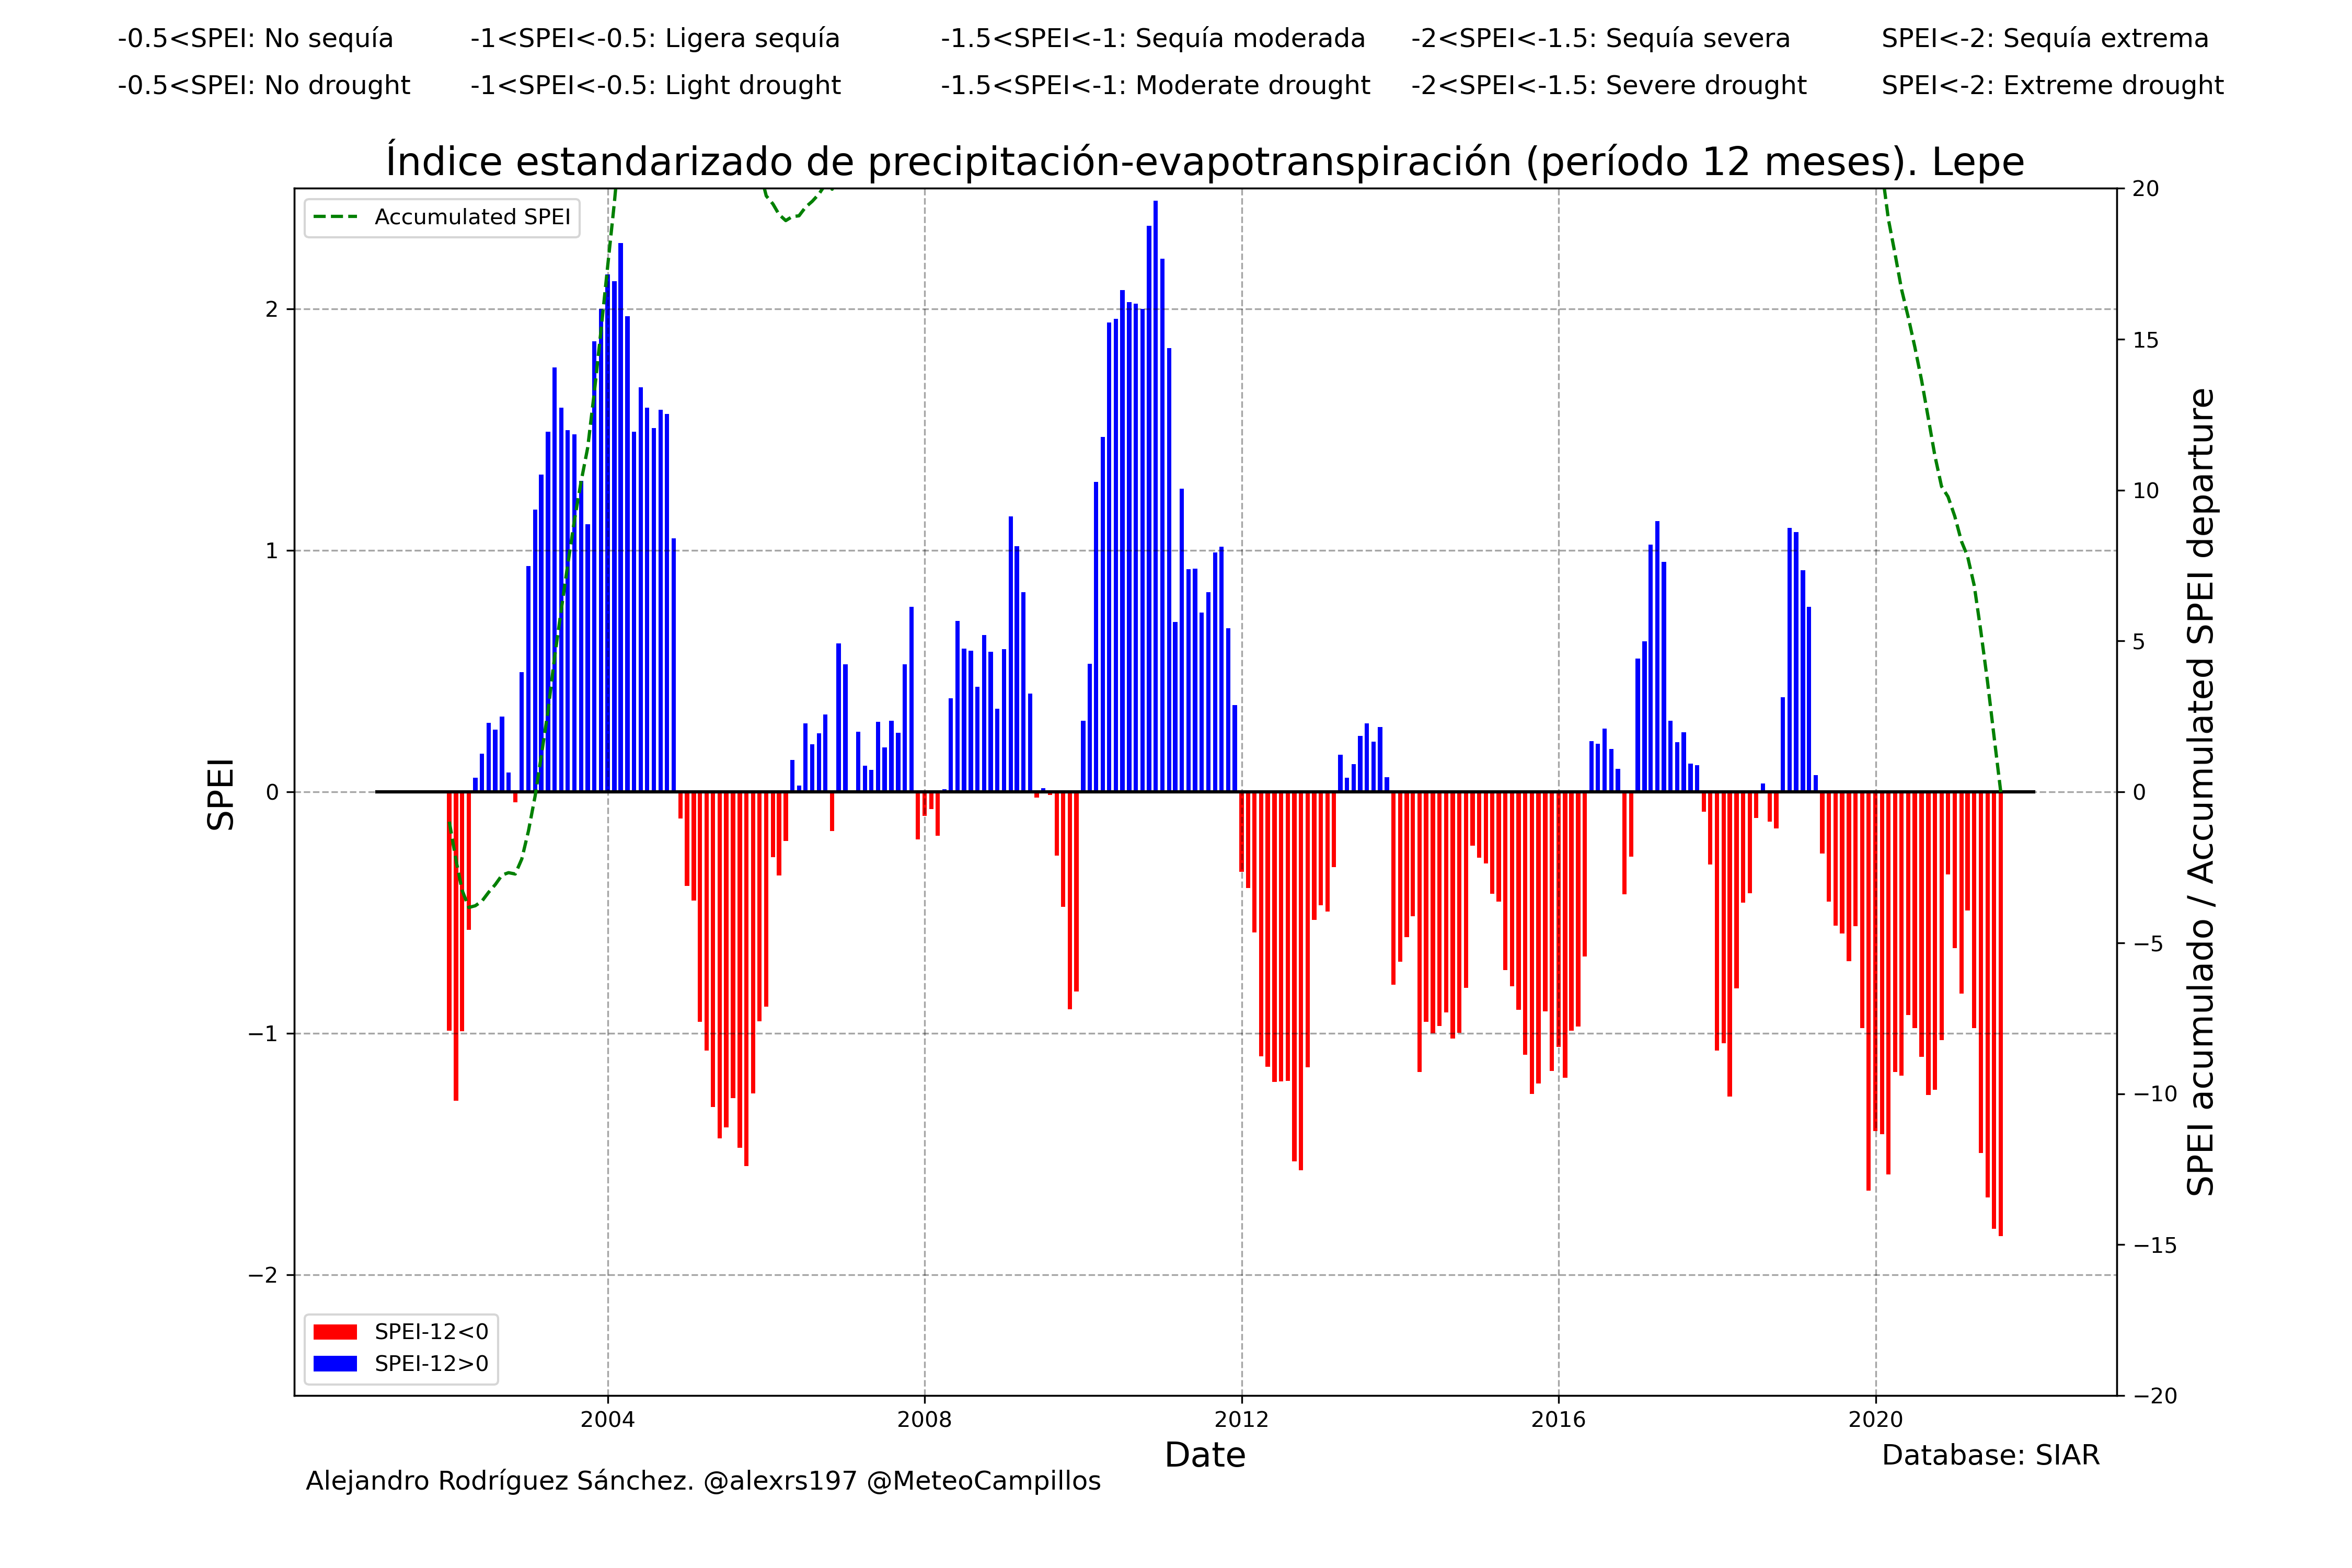 -0.5<SPEI: No sequía
-1<SPEI<-0.5: Ligera sequía
-1.5<SPEI<-1: Sequía moderada
-2<SPEI<-1.5: Sequía severa
SPEI<-2: Sequía extrema
-0.5<SPEI: No drought
-1<SPEI<-0.5: Light drought
-1.5<SPEI<-1: Moderate drought
-2<SPEI<-1.5: Severe drought
SPEI<-2: Extreme drought
Índice estandarizado de precipitación-evapotranspiración (período 12 meses). Lepe
Accumulated SPEI
SPEI
2
1
0
−1
−2
20
15
10
5
0
−5
−10
−15
−20
SPEI acumulado / Accumulated SPEI departure
SPEI-12<0
SPEI-12>0
2004
2008
2012
2016
2020
Date
Database: SIAR
Alejandro Rodríguez Sánchez. @alexrs197 @MeteoCampillos